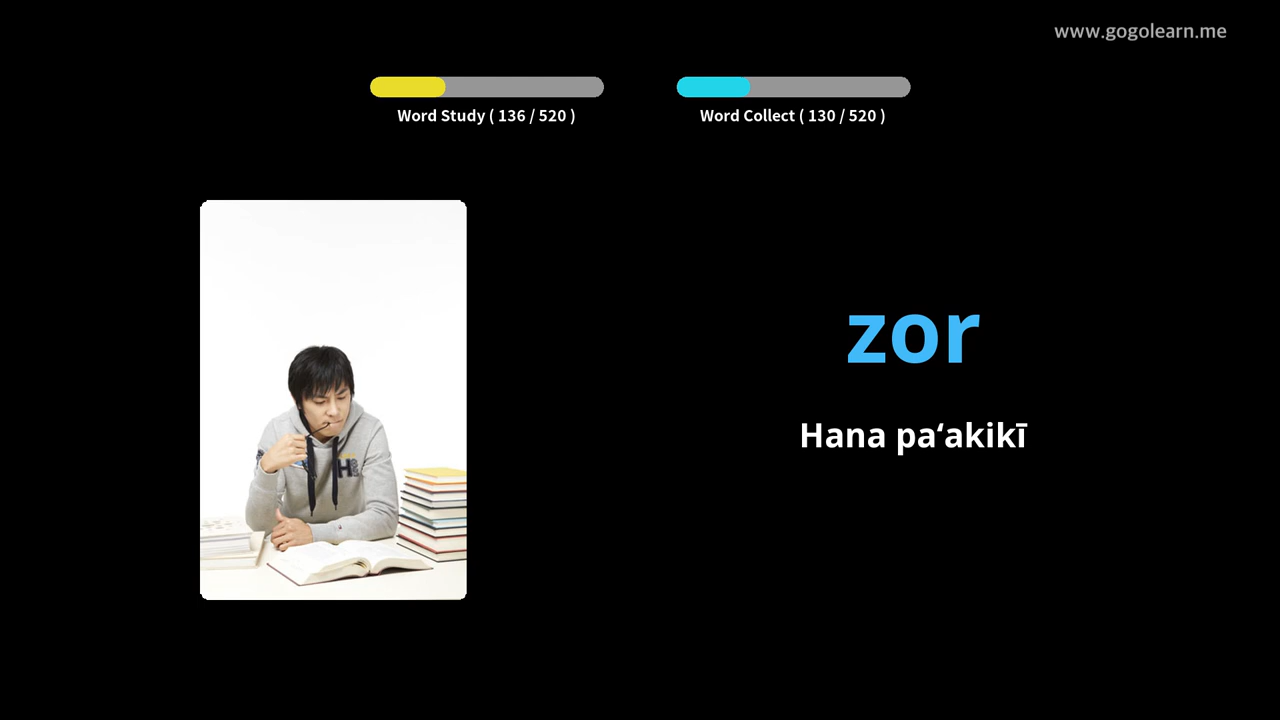 www.gogolearn.me
Word Study ( 136 / 520 )
Word Collect ( 130 / 520 )
zor
Hana paʻakikī
H